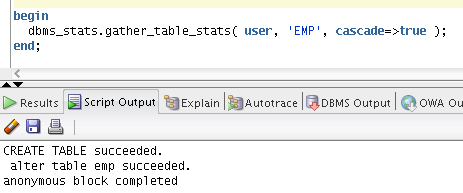 begin
dbms_stats.gather_table_stats( user, 'EMP', cascade=>true );
end;
Results Script Output Explain Autotrace DBMS Output OWA Ou
CREATE TABLE succeeded.
alter table emp succeeded.
anonymous block completed